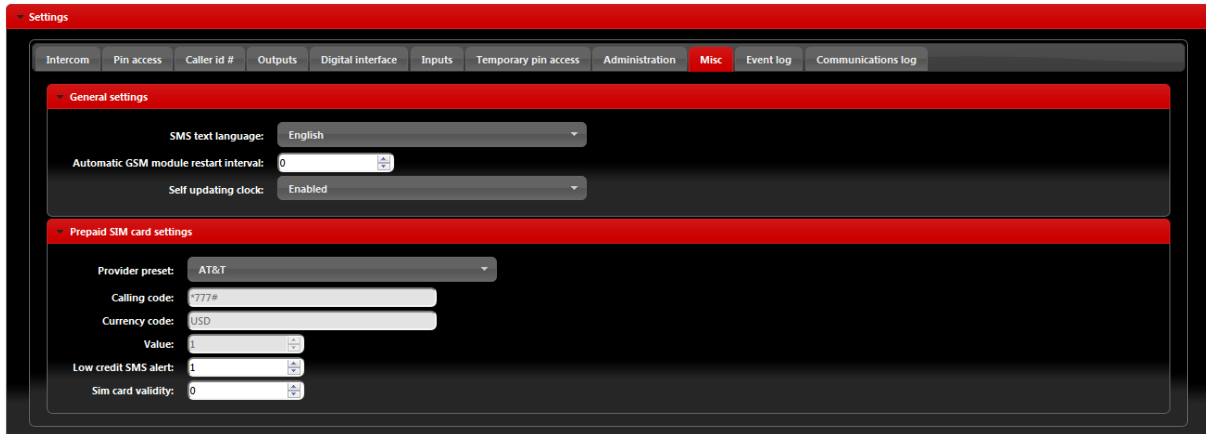 Settings
Intercom Pin access Caller id # Outputs Digital interface Inputs Temporary pin access Administration Misc Event log Communications log
General settings
SMS text language: English
Automatic GSM module restart interval: 0
Self updating clock: Enabled
Prepaid SIM card settings
Provider preset: AT&T
Calling code: *777#
Currency code: USD
Value: 1
Low credit SMS alert: 1
Sim card validity: 0